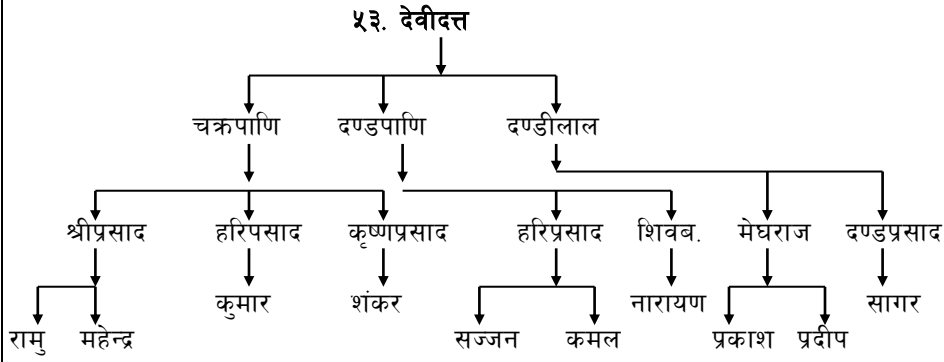 ५३. देवीदत्त
चक्रपाणि दण्डपाणि दण्डीलाल
श्रीप्रसाद हरिपसाद कृष्णप्रसाद हरिप्रसाद शिवब. मेघराज दण्डप्रसाद
कुमार शंकर नारायण सागर
रामु महेन्द्र सज्जन कमल प्रकाश प्रदीप